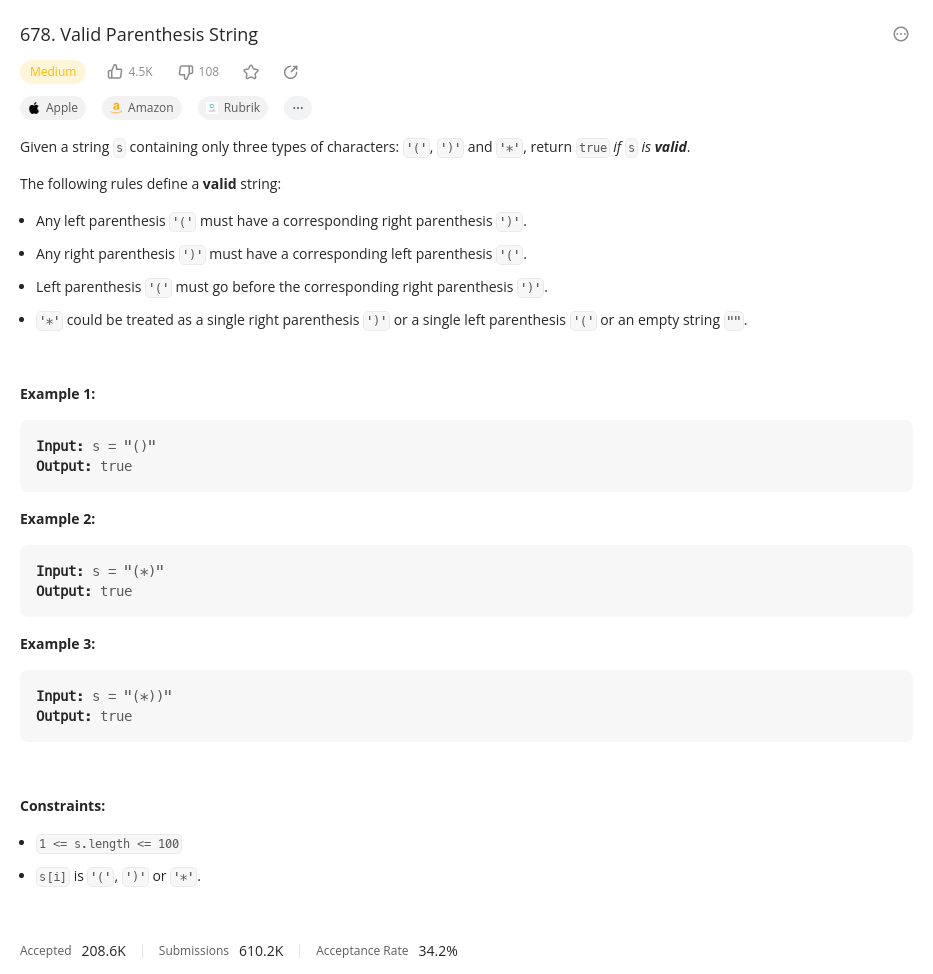 678. Valid Parenthesis String
Medium 4.5K 108
Apple Amazon Rubrik ...
Given a string s containing only three types of characters: '(', ')' and '*', return true if s is valid.
The following rules define a valid string:
• Any left parenthesis '(' must have a corresponding right parenthesis ')'.
• Any right parenthesis ')' must have a corresponding left parenthesis '('.
• Left parenthesis '(' must go before the corresponding right parenthesis ')'.
• '*' could be treated as a single right parenthesis ')' or a single left parenthesis '(' or an empty string "".
Example 1:
Input: s = "()"
Output: true
Example 2:
Input: s = "(*)"
Output: true
Example 3:
Input: s = "(*))"
Output: true
Constraints:
• 1 <= s.length <= 100
• s[i] is '(', ')' or '*'.
Accepted 208.6K Submissions 610.2K Acceptance Rate 34.2%